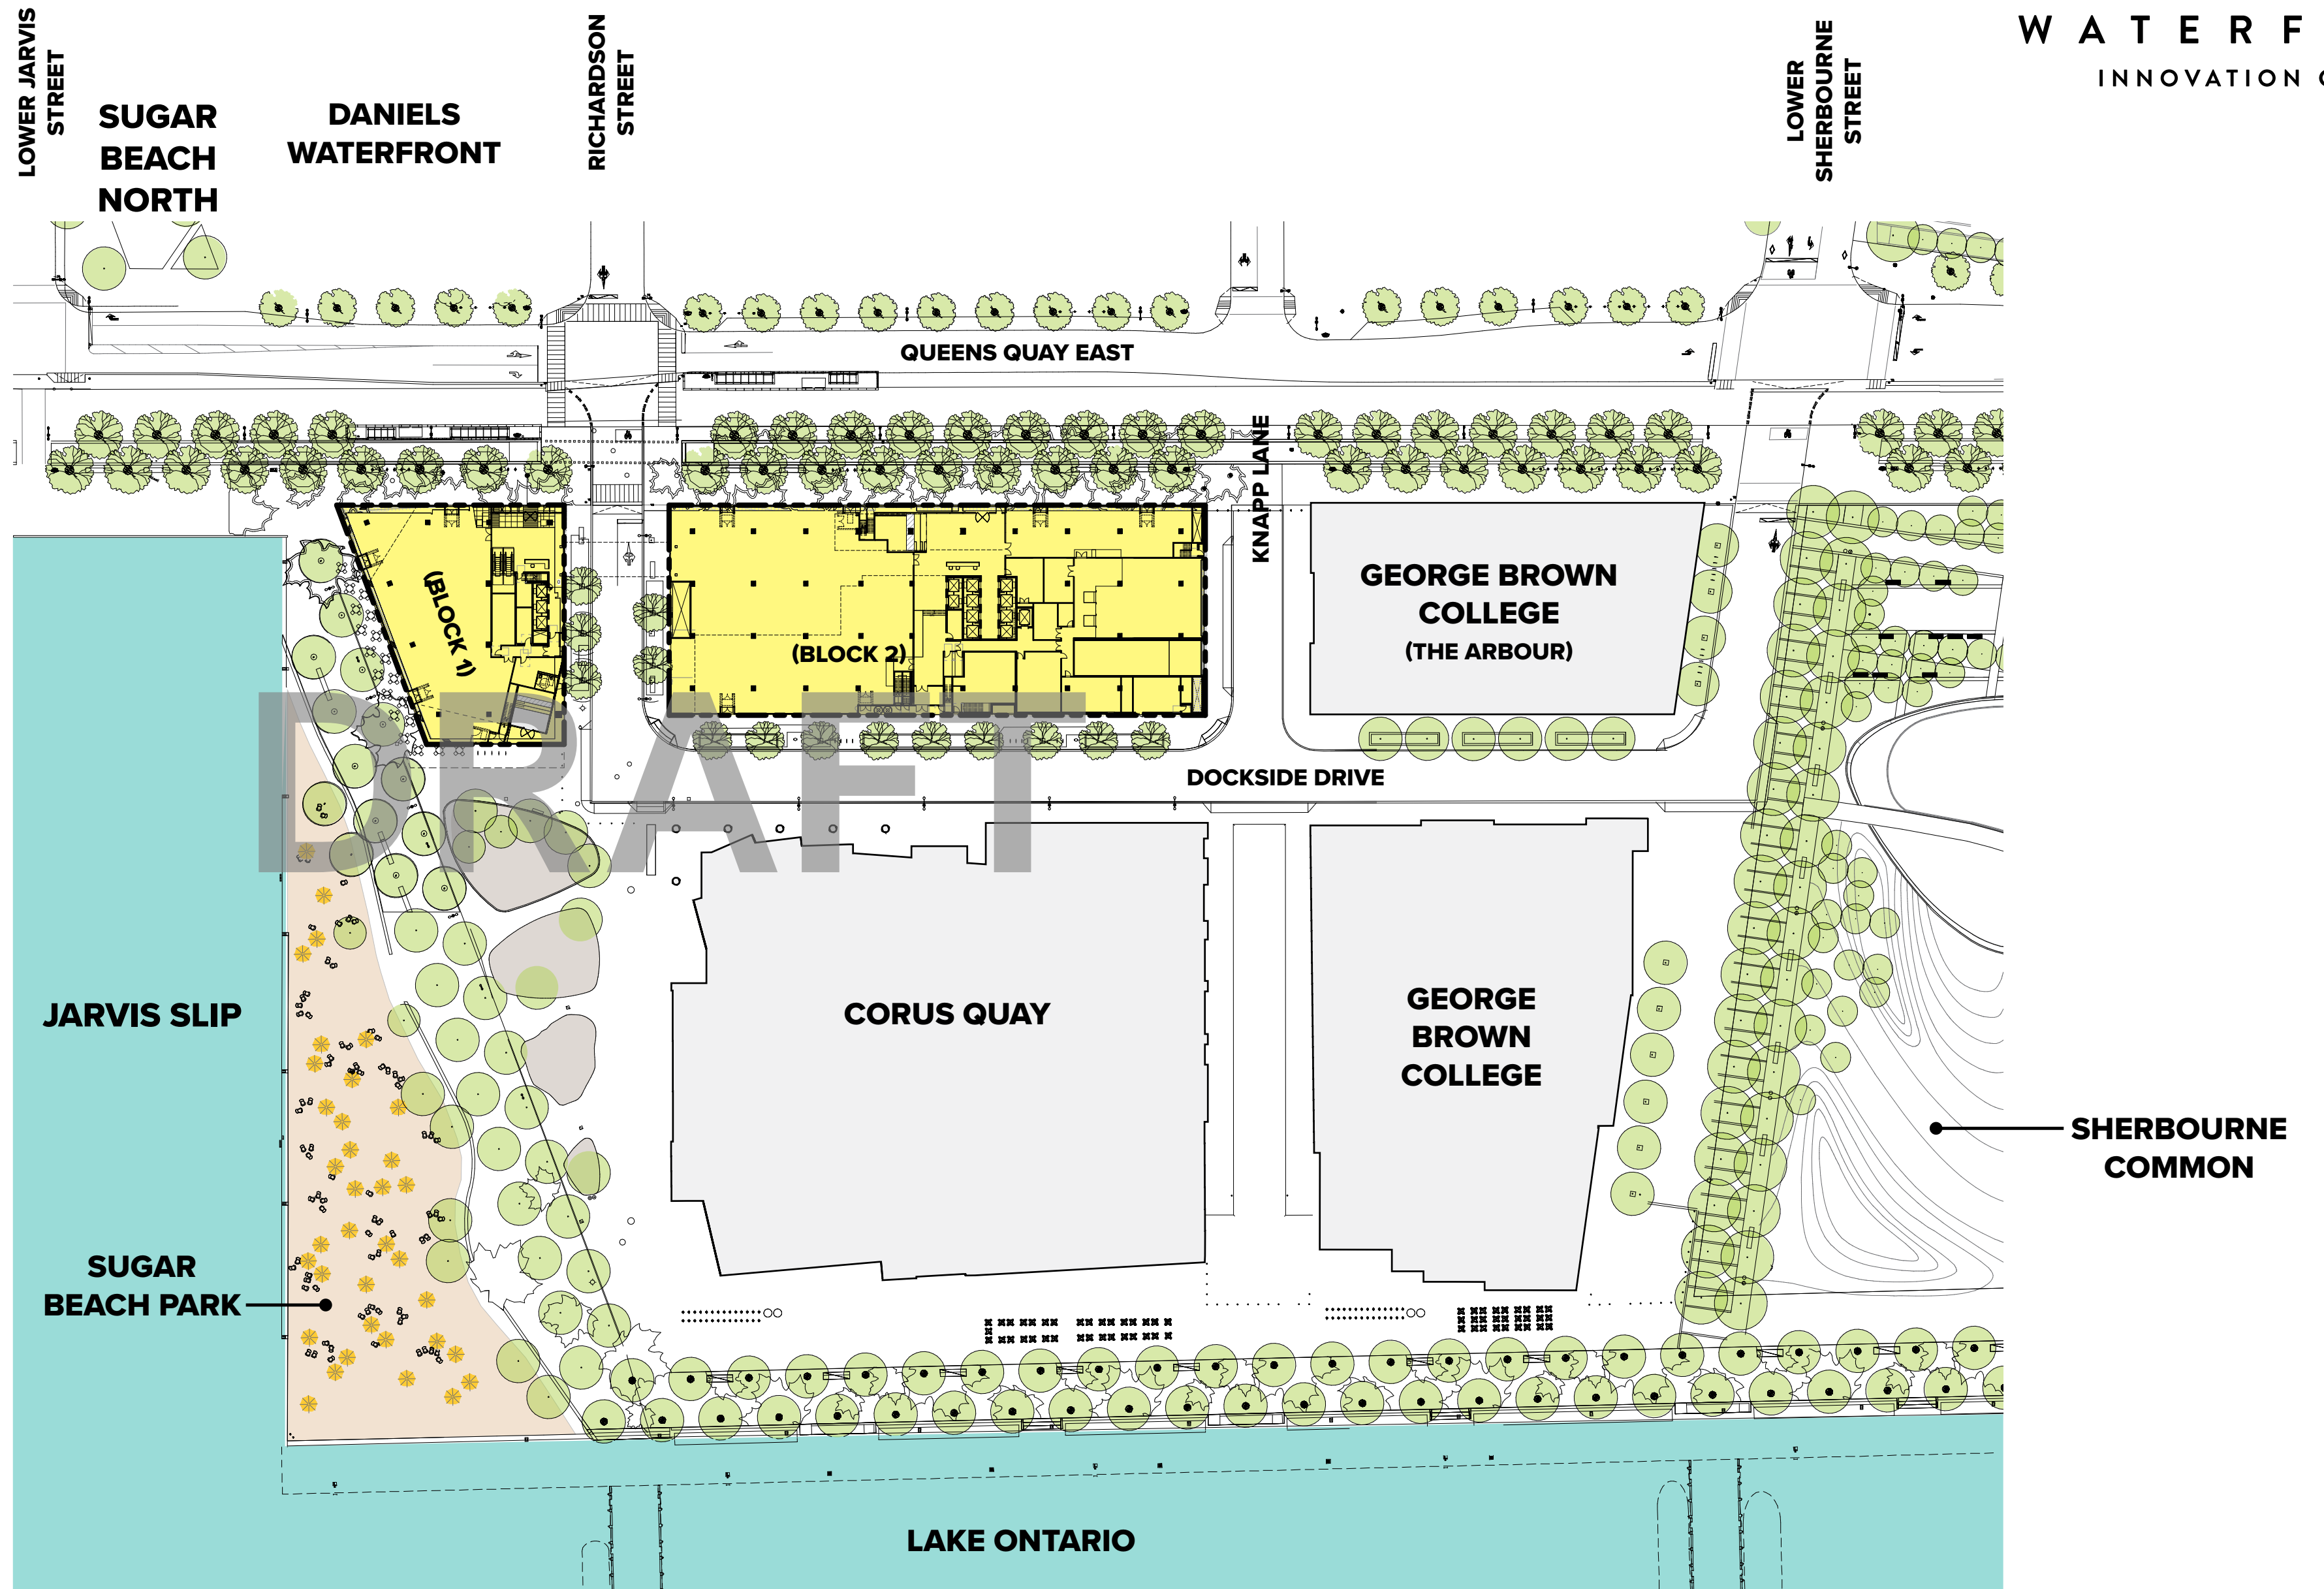 LOWER JARVIS
STREET
SUGAR
BEACH
NORTH
DANIELS
WATERFRONT
RICHARDSON
STREET
LOWER
SHERBOURNE
STREET
WATERF
INNOVATION
QUEENS QUAY EAST
KNAPP LANE
(BLOCK 1)
(BLOCK 2)
GEORGE BROWN
COLLEGE
(THE ARBOUR)
DRAFT
DOCKSIDE DRIVE
JARVIS SLIP
CORUS QUAY
GEORGE
BROWN
COLLEGE
SHERBOURNE
COMMON
SUGAR
BEACH PARK
LAKE ONTARIO